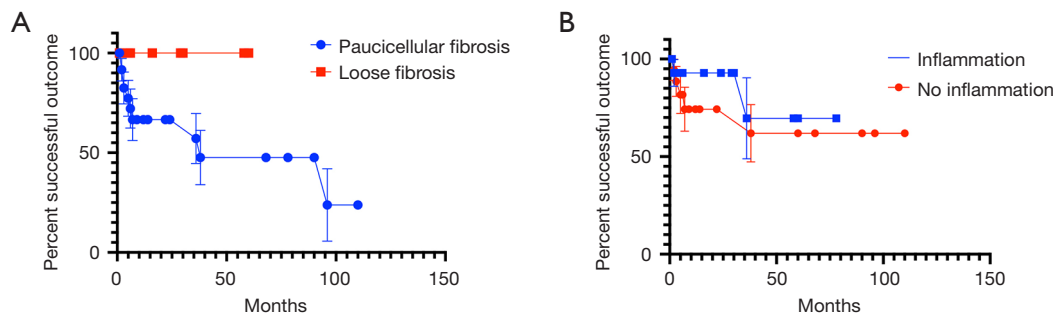 A
Percent successful outcome
100
50
0
0
50
100
150
Months
Paucicellular fibrosis
Loose fibrosis
B
Percent successful outcome
100
50
0
0
50
100
150
Months
Inflammation
No inflammation